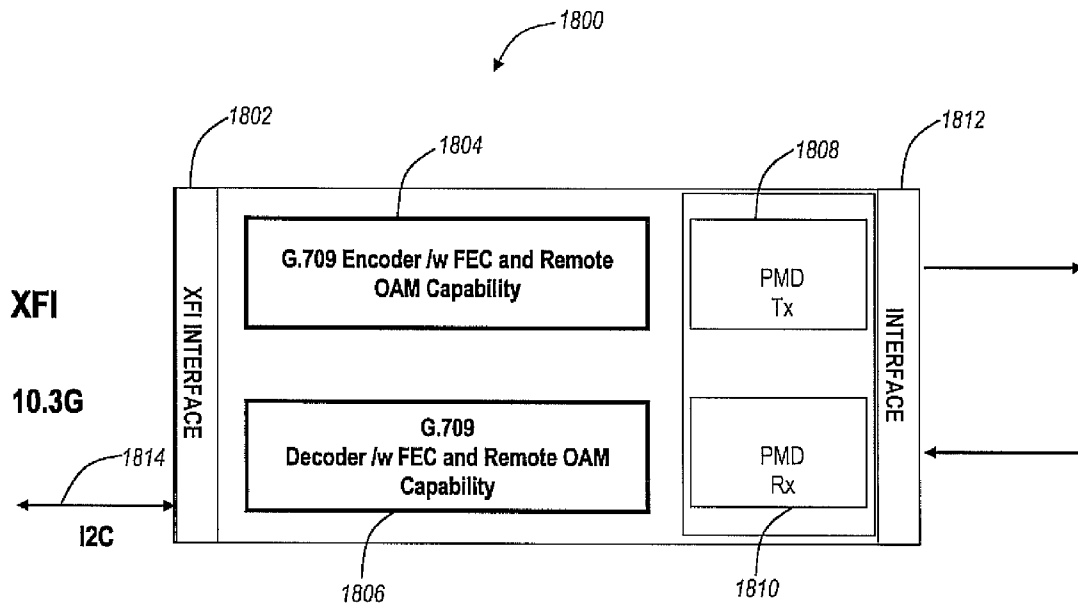 1800
1802
1804
1808
1812
G.709 Encoder /w FEC and Remote
OAM Capability
PMD
Tx
XFI
10.3G
XFI INTERFACE
INTERFACE
G.709
Decoder /w FEC and Remote OAM
Capability
PMD
Rx
1814
I2C
1806
1810